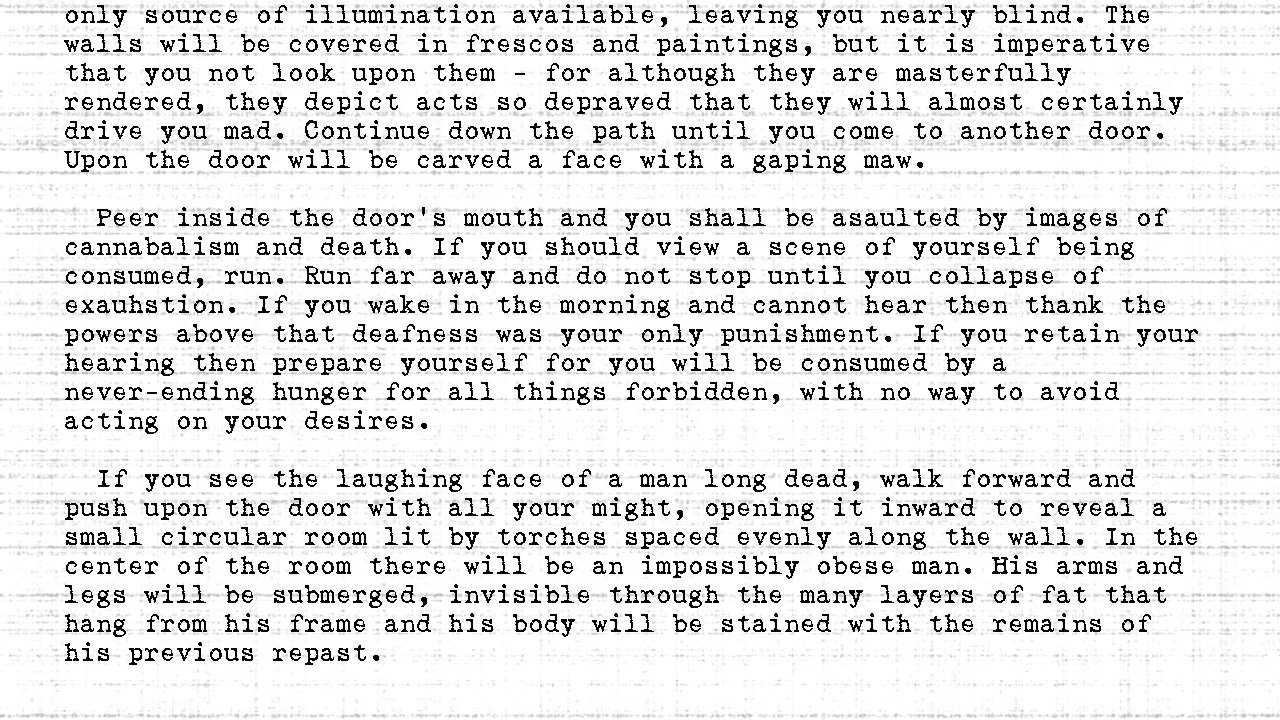 only source of illumination available, leaving you nearly blind. The
walls will be covered in frescos and paintings, but it is imperative
that you not look upon them - for although they are masterfully
rendered, they depict acts so depraved that they will almost certainly
drive you mad. Continue down the path until you come to another door.
Upon the door will be carved a face with a gaping maw.
Peer inside the door's mouth and you shall be asaulted by images of
cannabalism and death. If you should view a scene of yourself being
consumed, run. Run far away and do not stop until you collapse of
exauhstion. If you wake in the morning and cannot hear then thank the
powers above that deafness was your only punishment. If you retain your
hearing then prepare yourself for you will be consumed by a
never-ending hunger for all things forbidden, with no way to avoid
acting on your desires.
If you see the laughing face of a man long dead, walk forward and
push upon the door with all your might, opening it inward to reveal a
small circular room lit by torches spaced evenly along the wall. In the
center of the room there will be an impossibly obese man. His arms and
legs will be submerged, invisible through the many layers of fat that
hang from his frame and his body will be stained with the remains of
his previous repast.